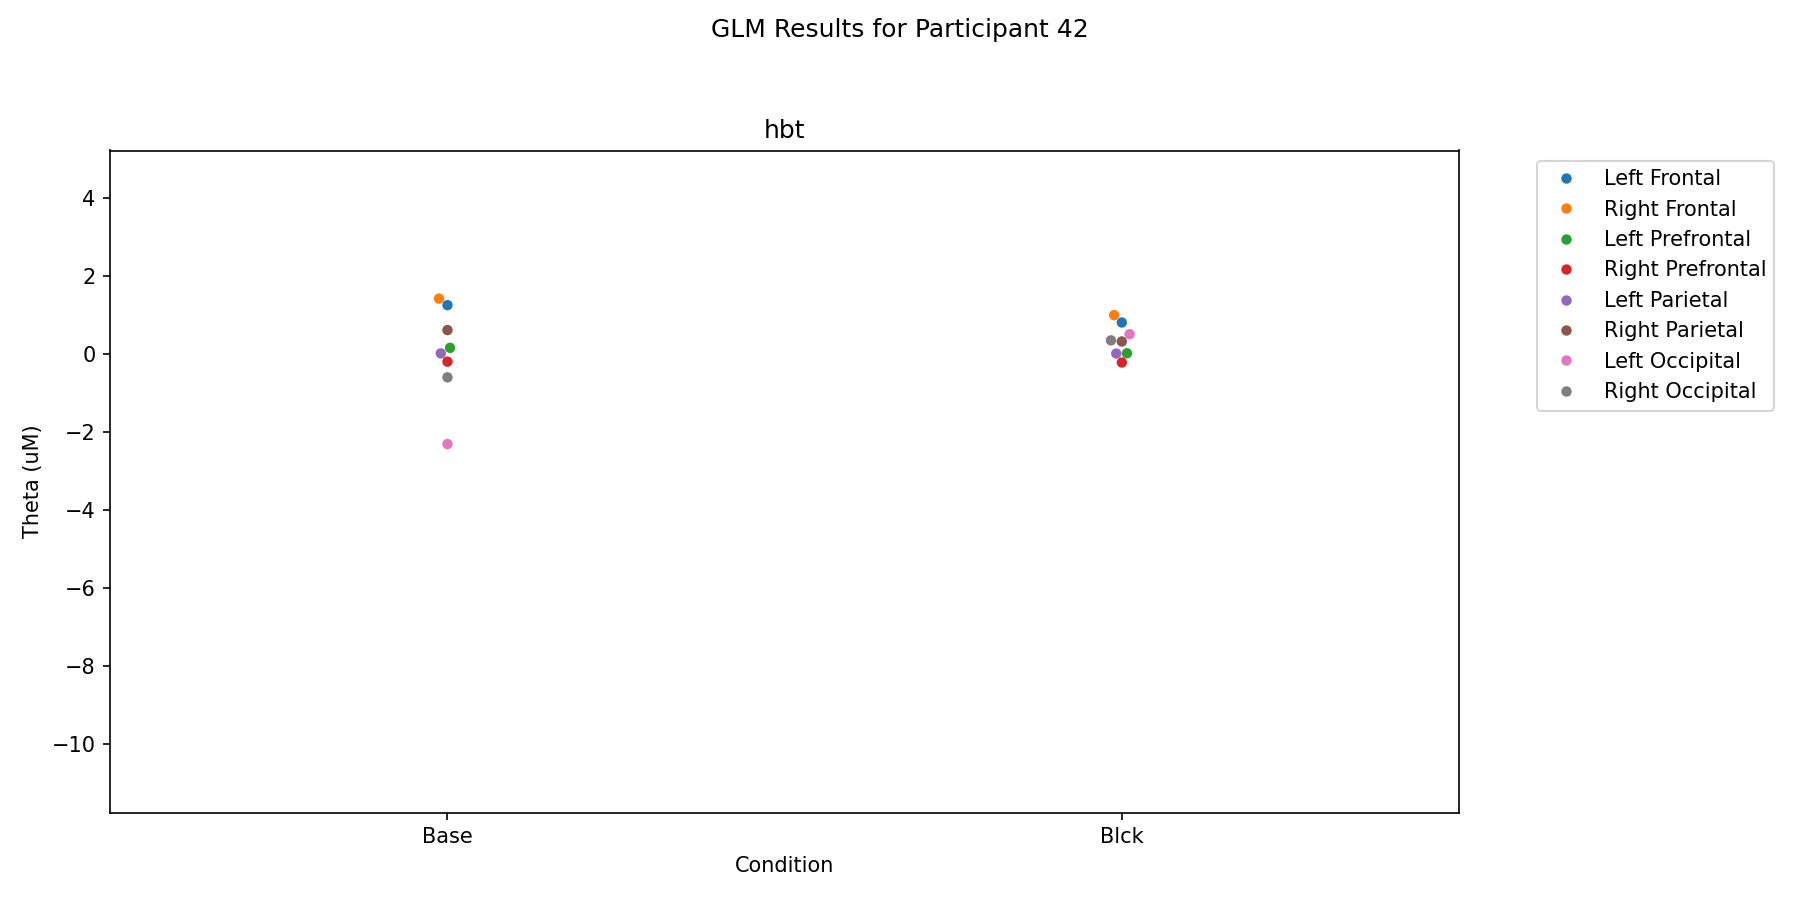 GLM Results for Participant 42
hbt
4
2
0
−2
−4
−6
−8
−10
Theta (uM)
Base
Blck
Condition
Left Frontal
Right Frontal
Left Prefrontal
Right Prefrontal
Left Parietal
Right Parietal
Left Occipital
Right Occipital